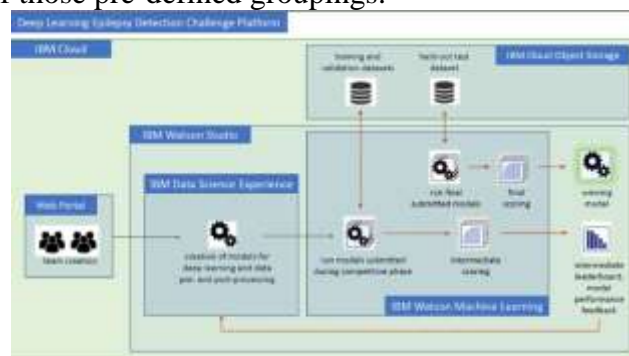 of those pre-defined groupings.
Deep Learning Epilepsy Detection Challenge Platform
IBM Cloud
training and
validation datasets
held-out test
dataset
IBM Cloud Object Storage
IBM Watson Studio
IBM Data Science Experience
run final
submitted models
final
scoring
winning
model
Web Portal
team creation
creation of models for
deep learning and data
pre- and post-processing
run models submitted
during competitive phase
intermediate
scoring
intermediate
leaderboard, model
performance
feedback
IBM Watson Machine Learning